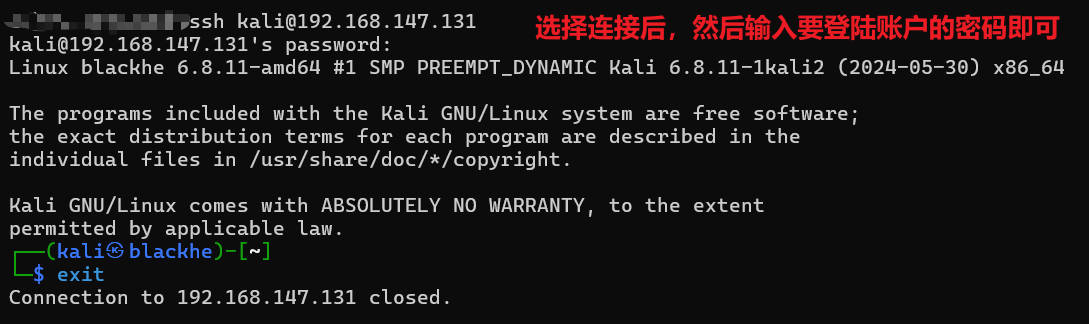 ssh kali@192.168.147.131
选择连接后，然后输入要登陆账户的密码即可
kali@192.168.147.131's password:
Linux blackhe 6.8.11-amd64 #1 SMP PREEMPT_DYNAMIC Kali 6.8.11-1kali2 (2024-05-30) x86_64
The programs included with the Kali GNU/Linux system are free software;
the exact distribution terms for each program are described in the
individual files in /usr/share/doc/*/copyright.
Kali GNU/Linux comes with ABSOLUTELY NO WARRANTY, to the extent
permitted by applicable law.
┌──(kali㉿blackhe)-[~]
└─$ exit
Connection to 192.168.147.131 closed.